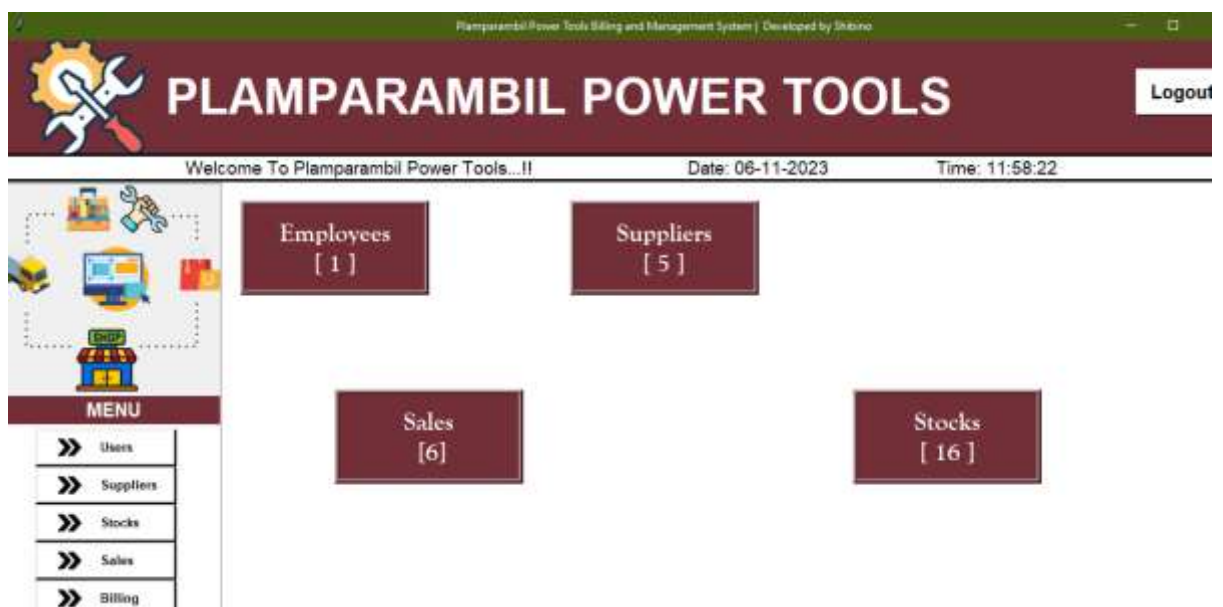 Plamparambil Power Tools Billing and Management System | Developed by Shibino
PLAMPARAMBIL POWER TOOLS
Logout
Welcome To Plamparambil Power Tools...!! Date: 06-11-2023 Time: 11:58:22
Employees
[ 1 ]
Suppliers
[ 5 ]
SHOP
MENU
Sales
[6]
Stocks
[ 16 ]
Users
Suppliers
Stocks
Sales
Billing